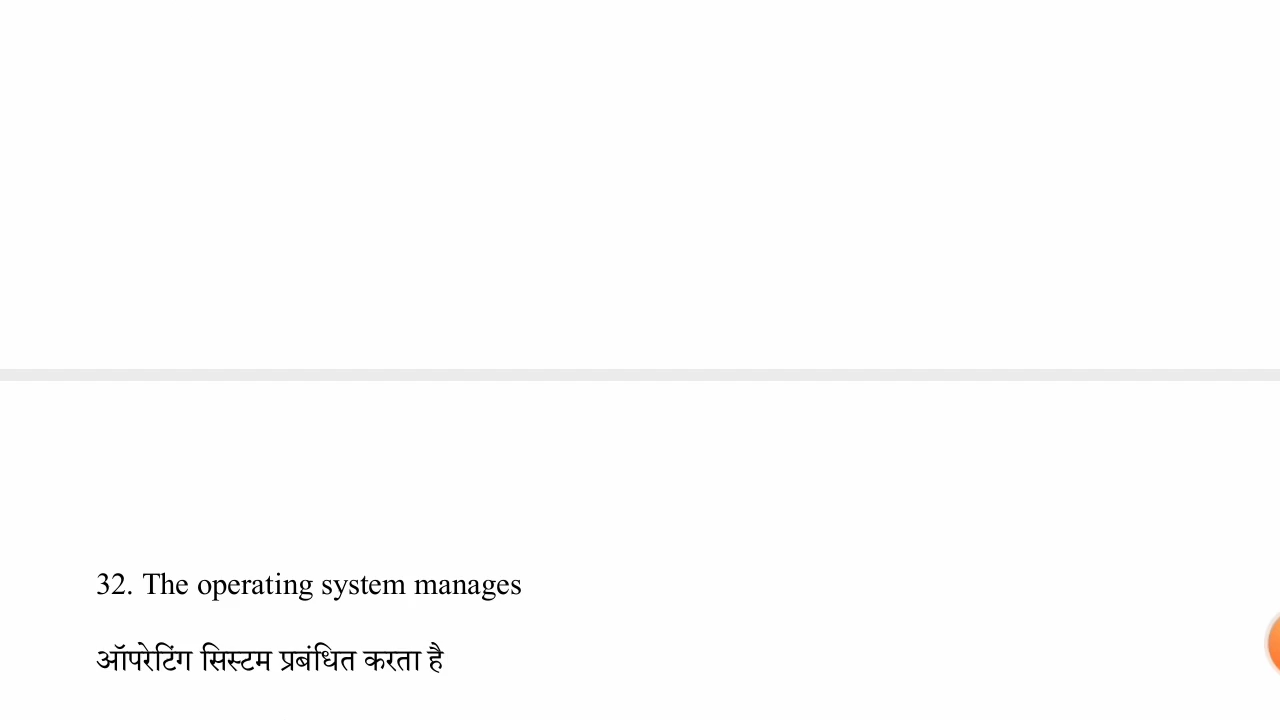 32. The operating system manages
ऑपरेटिंग सिस्टम प्रबंधित करता है